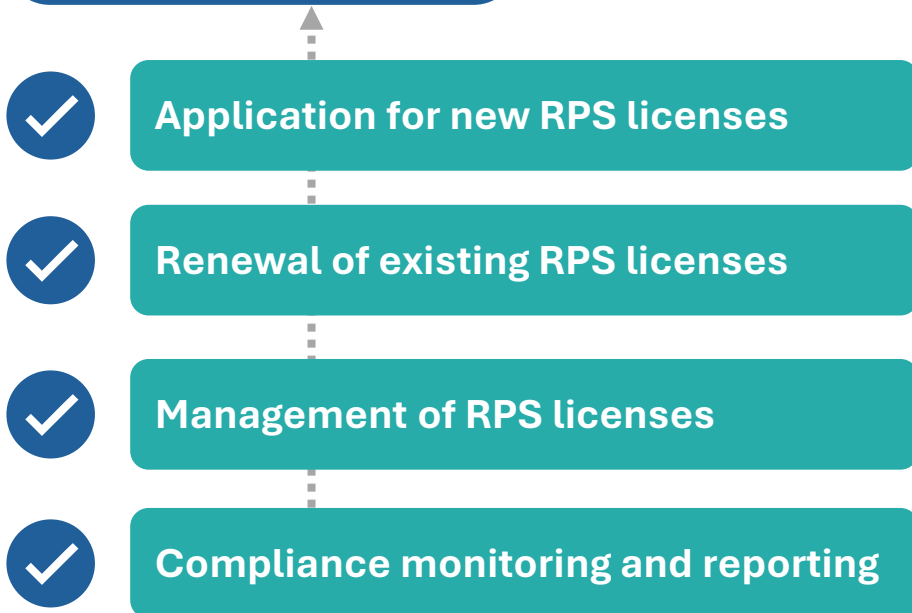 Application for new RPS licenses
Renewal of existing RPS licenses
Management of RPS licenses
Compliance monitoring and reporting